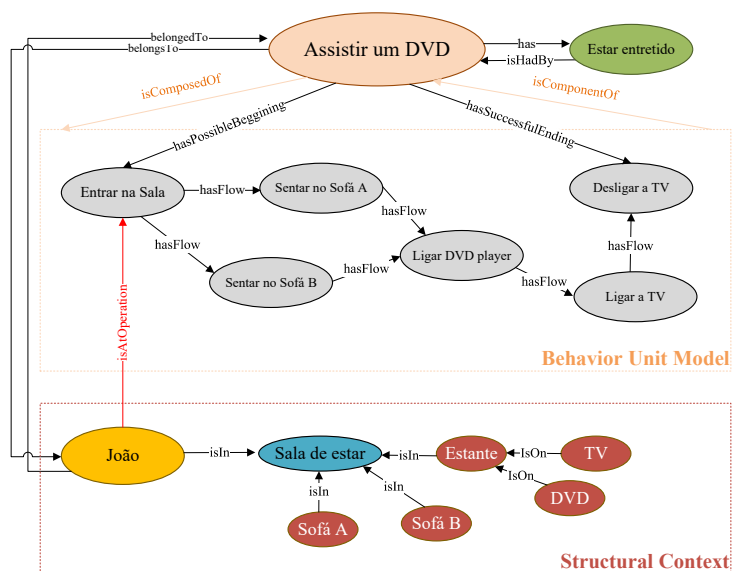 belongedTo
belongsTo
Assistir um DVD
has
isHadBy
Estar entretido
isComposedOf
isComponentOf
hasPossibleBeggining
hasSuccessfulEnding
Entrar na Sala
hasFlow
Sentar no Sofá A
Desligar a TV
hasFlow
hasFlow
hasFlow
Ligar DVD player
hasFlow
Sentar no Sofá B
hasFlow
hasFlow
Ligar a TV
isAtOperation
Behavior Unit Model
João
isIn
Sala de estar
isIn
Estante
IsOn
TV
IsOn
DVD
isIn
isIn
Sofá A
Sofá B
Structural Context